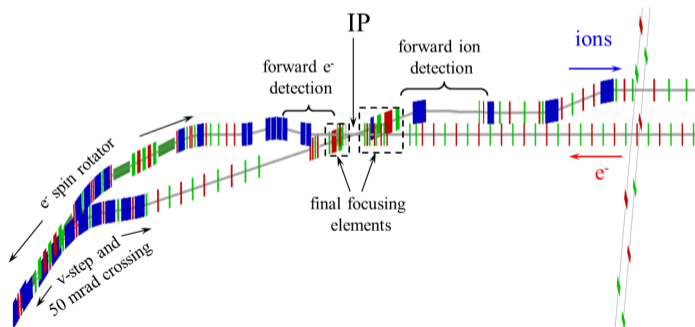 IP
forward ion
detection
ions
forward e-
detection
e- spin rotator
e-
final focusing
elements
v-step and
50 mrad crossing